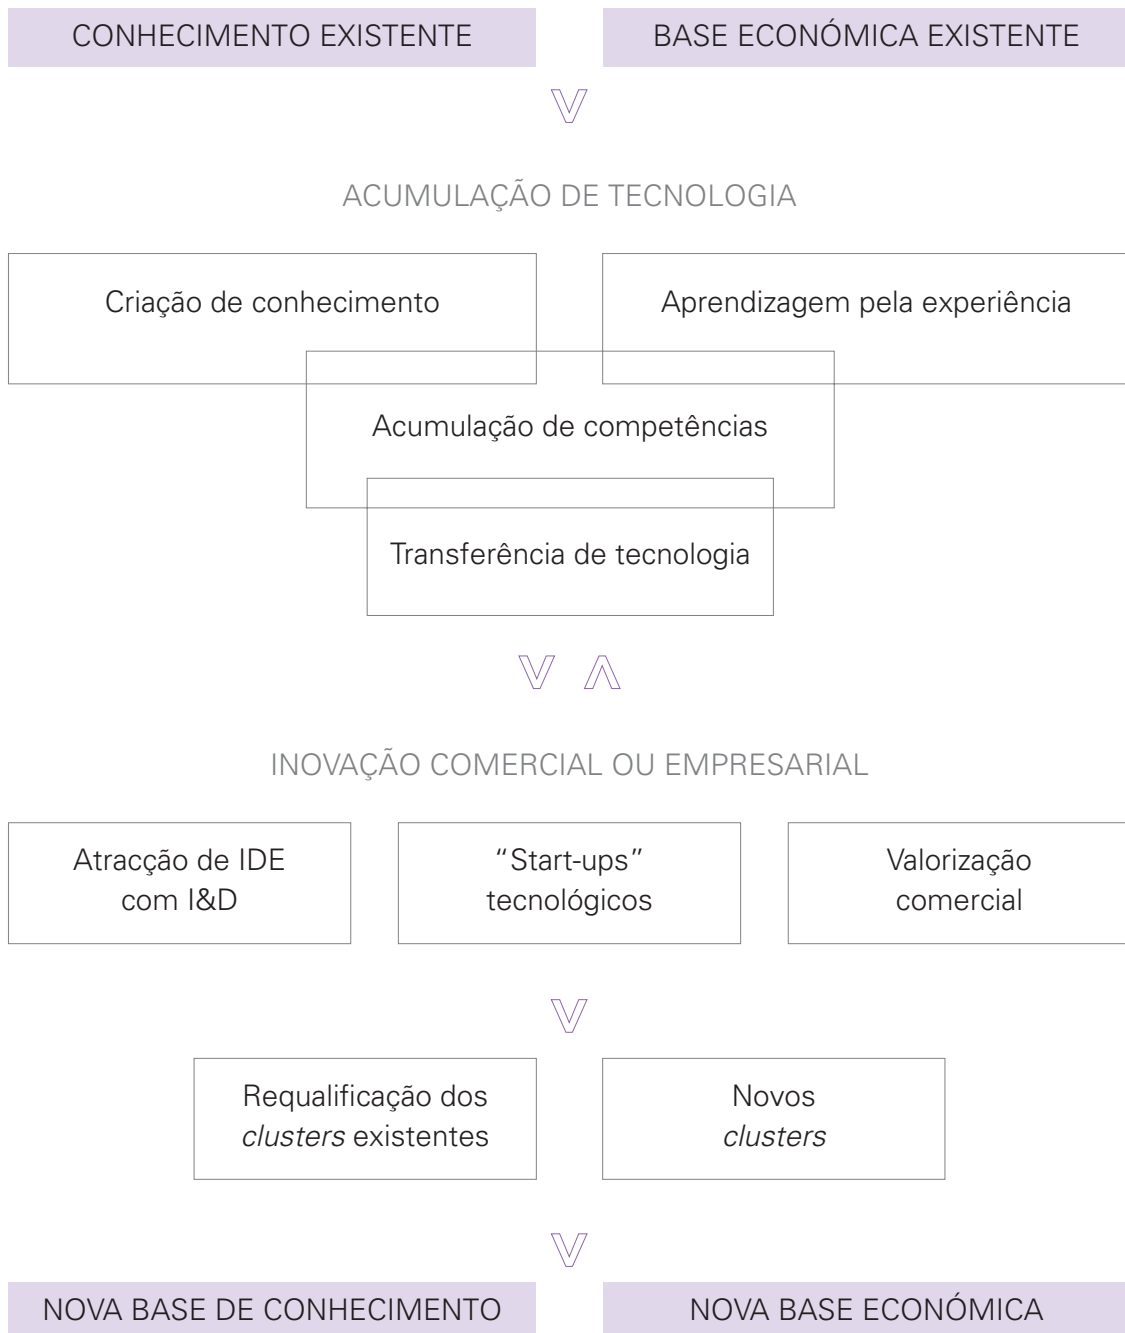 CONHECIMENTO EXISTENTE
BASE ECONÓMICA EXISTENTE
ACUMULAÇÃO DE TECNOLOGIA
Criação de conhecimento
Aprendizagem pela experiência
Acumulação de competências
Transferência de tecnologia
INOVAÇÃO COMERCIAL OU EMPRESARIAL
Atracção de IDE
com I&D
“Start-ups”
tecnológicos
Valorização
comercial
Requalificação dos
clusters existentes
Novos
clusters
NOVA BASE DE CONHECIMENTO
NOVA BASE ECONÓMICA